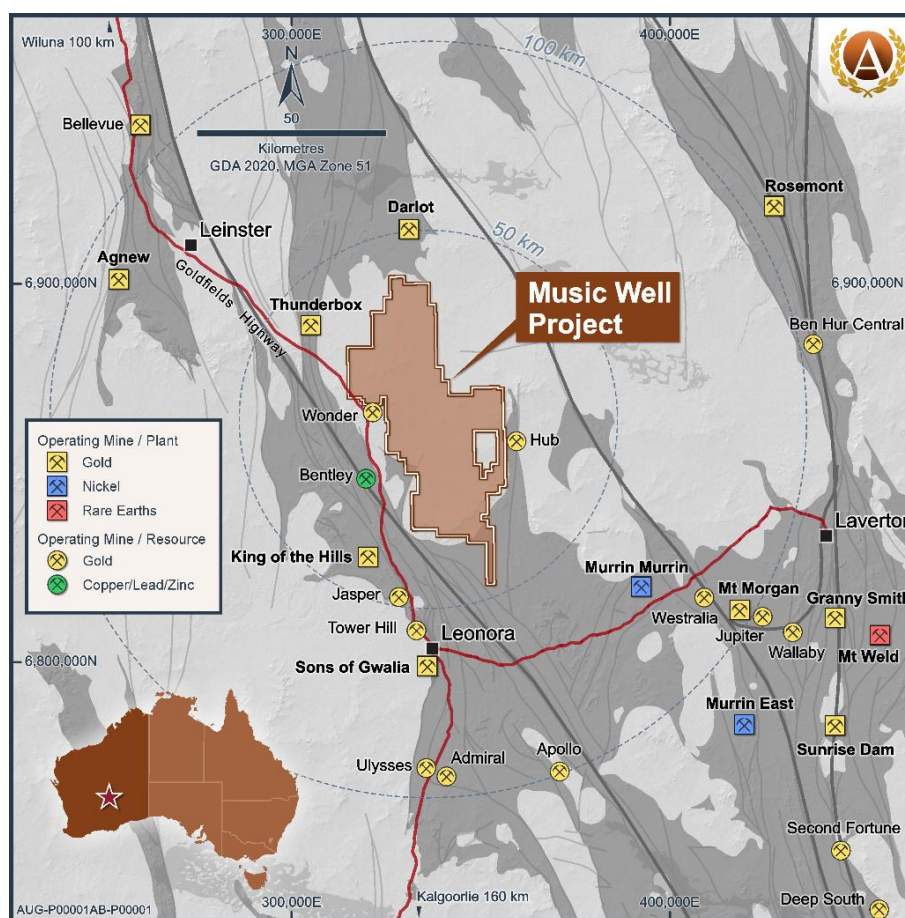 Wiluna 100 km
300,000E
400,000E
N
50
Kilometres
GDA 2020, MGA Zone 51
100 km
A
Bellevue
Rosemont
Darlot
Leinster
50 km
Agnew
Goldfields Highway
6,900,000N
6,900,000N
Thunderbox
Music Well
Project
Ben Hur Central
Wonder
Hub
Operating Mine / Plant
Gold
Nickel
Rare Earths
Operating Mine / Resource
Gold
Copper/Lead/Zinc
Bentley
Laverton
King of the Hills
Murrin Murrin
Jasper
Westralia
Mt Morgan
Granny Smith
Tower Hill
Jupiter
Wallaby
Leonora
Mt Weld
6,800,000N
Sons of Gwalia
Murrin East
Sunrise Dam
Ulysses
Admiral
Apollo
Second Fortune
Deep South
AUG-P00001AB-P00001
300,000E
Kalgoorlie 160 km
400,000E